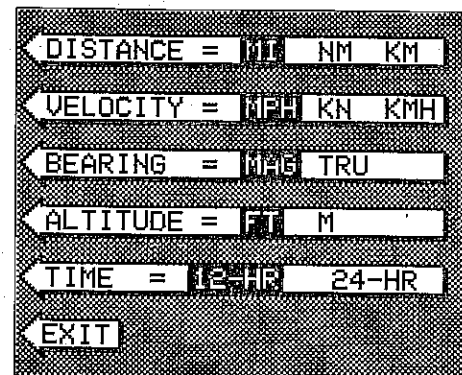 DISTANCE = MI NM KM
VELOCITY = MPH KN KMH
BEARING = MAG TRU
ALTITUDE = FT M
TIME = 12-HR 24-HR
EXIT